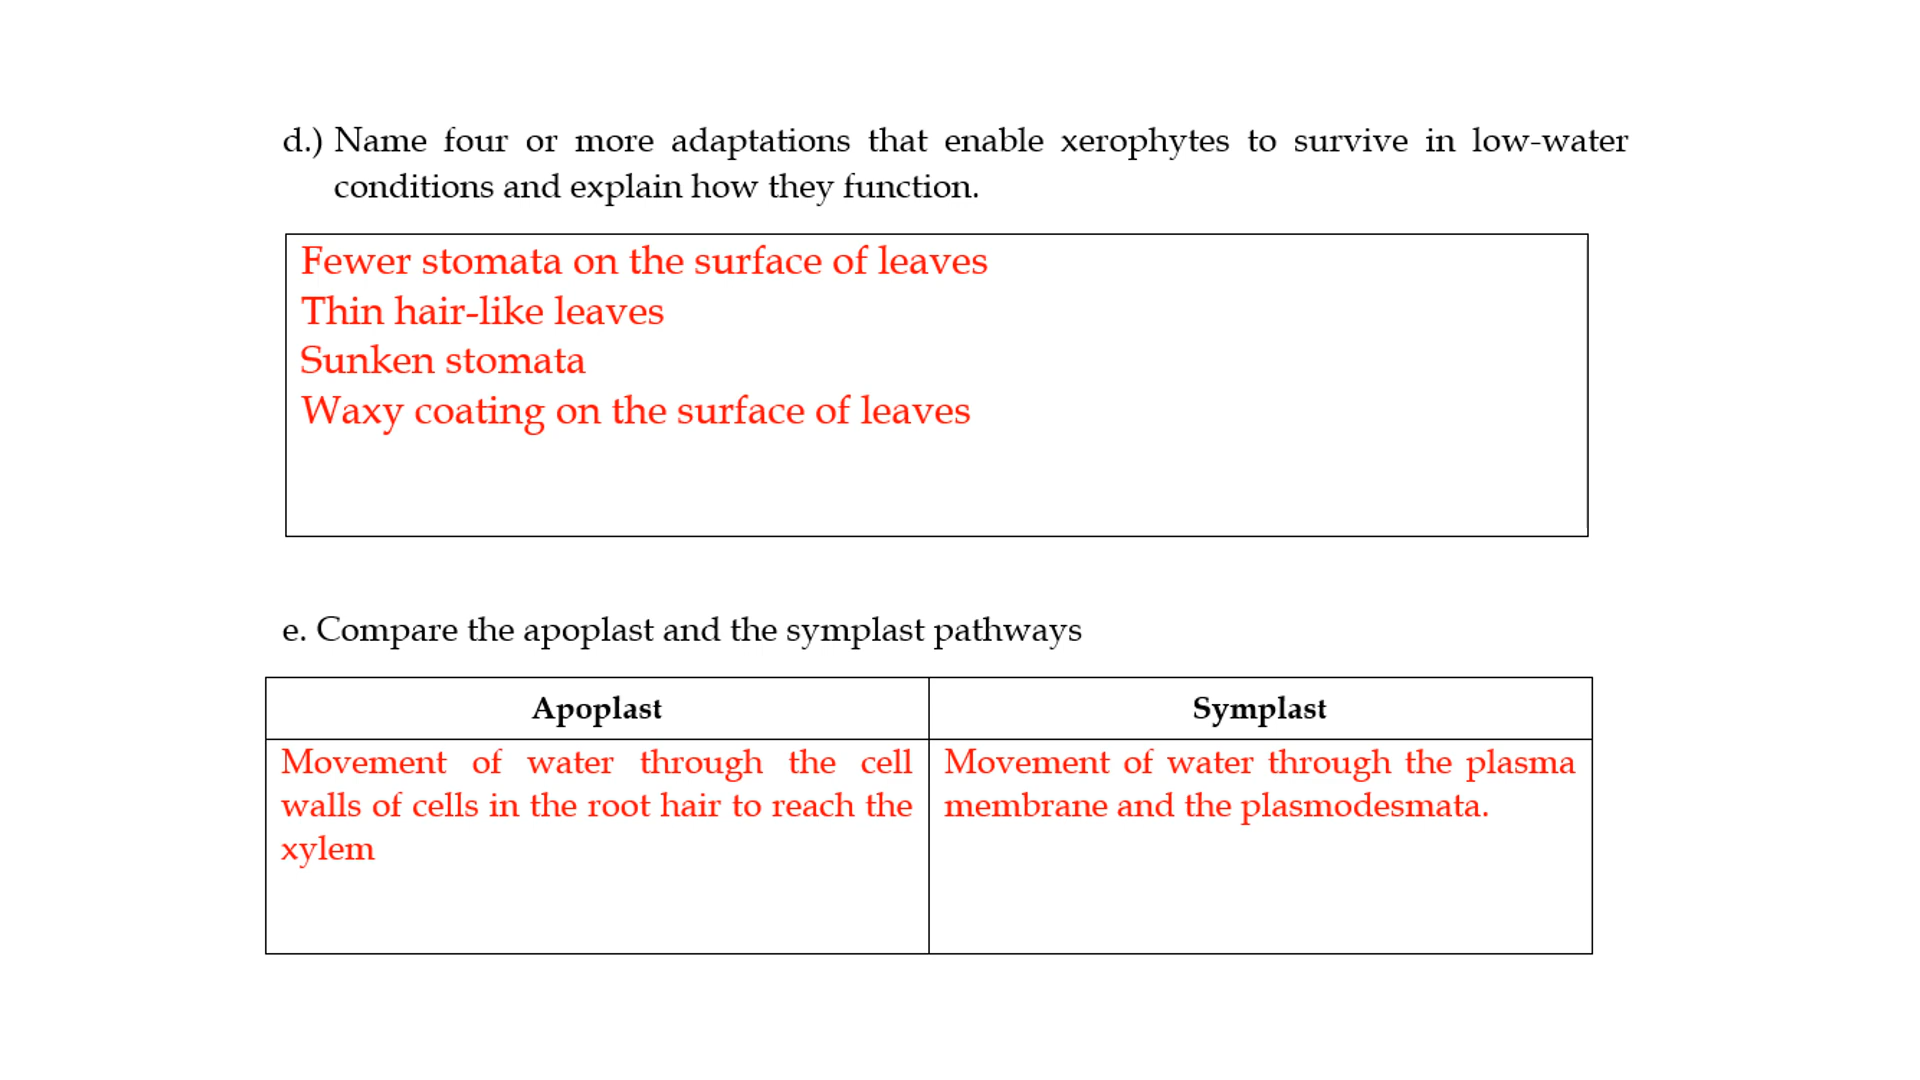 d.) Name four or more adaptations that enable xerophytes to survive in low-water
conditions and explain how they function.
Fewer stomata on the surface of leaves
Thin hair-like leaves
Sunken stomata
Waxy coating on the surface of leaves
e. Compare the apoplast and the symplast pathways
Apoplast
Symplast
Movement of water through the cell
walls of cells in the root hair to reach the
xylem
Movement of water through the plasma
membrane and the plasmodesmata.